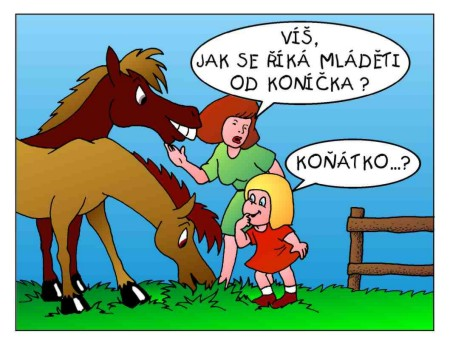 VÍŠ,
JAK SE ŘÍKÁ MLÁDĚTI
OD KONÍČKA?
KOŇÁTKO...?